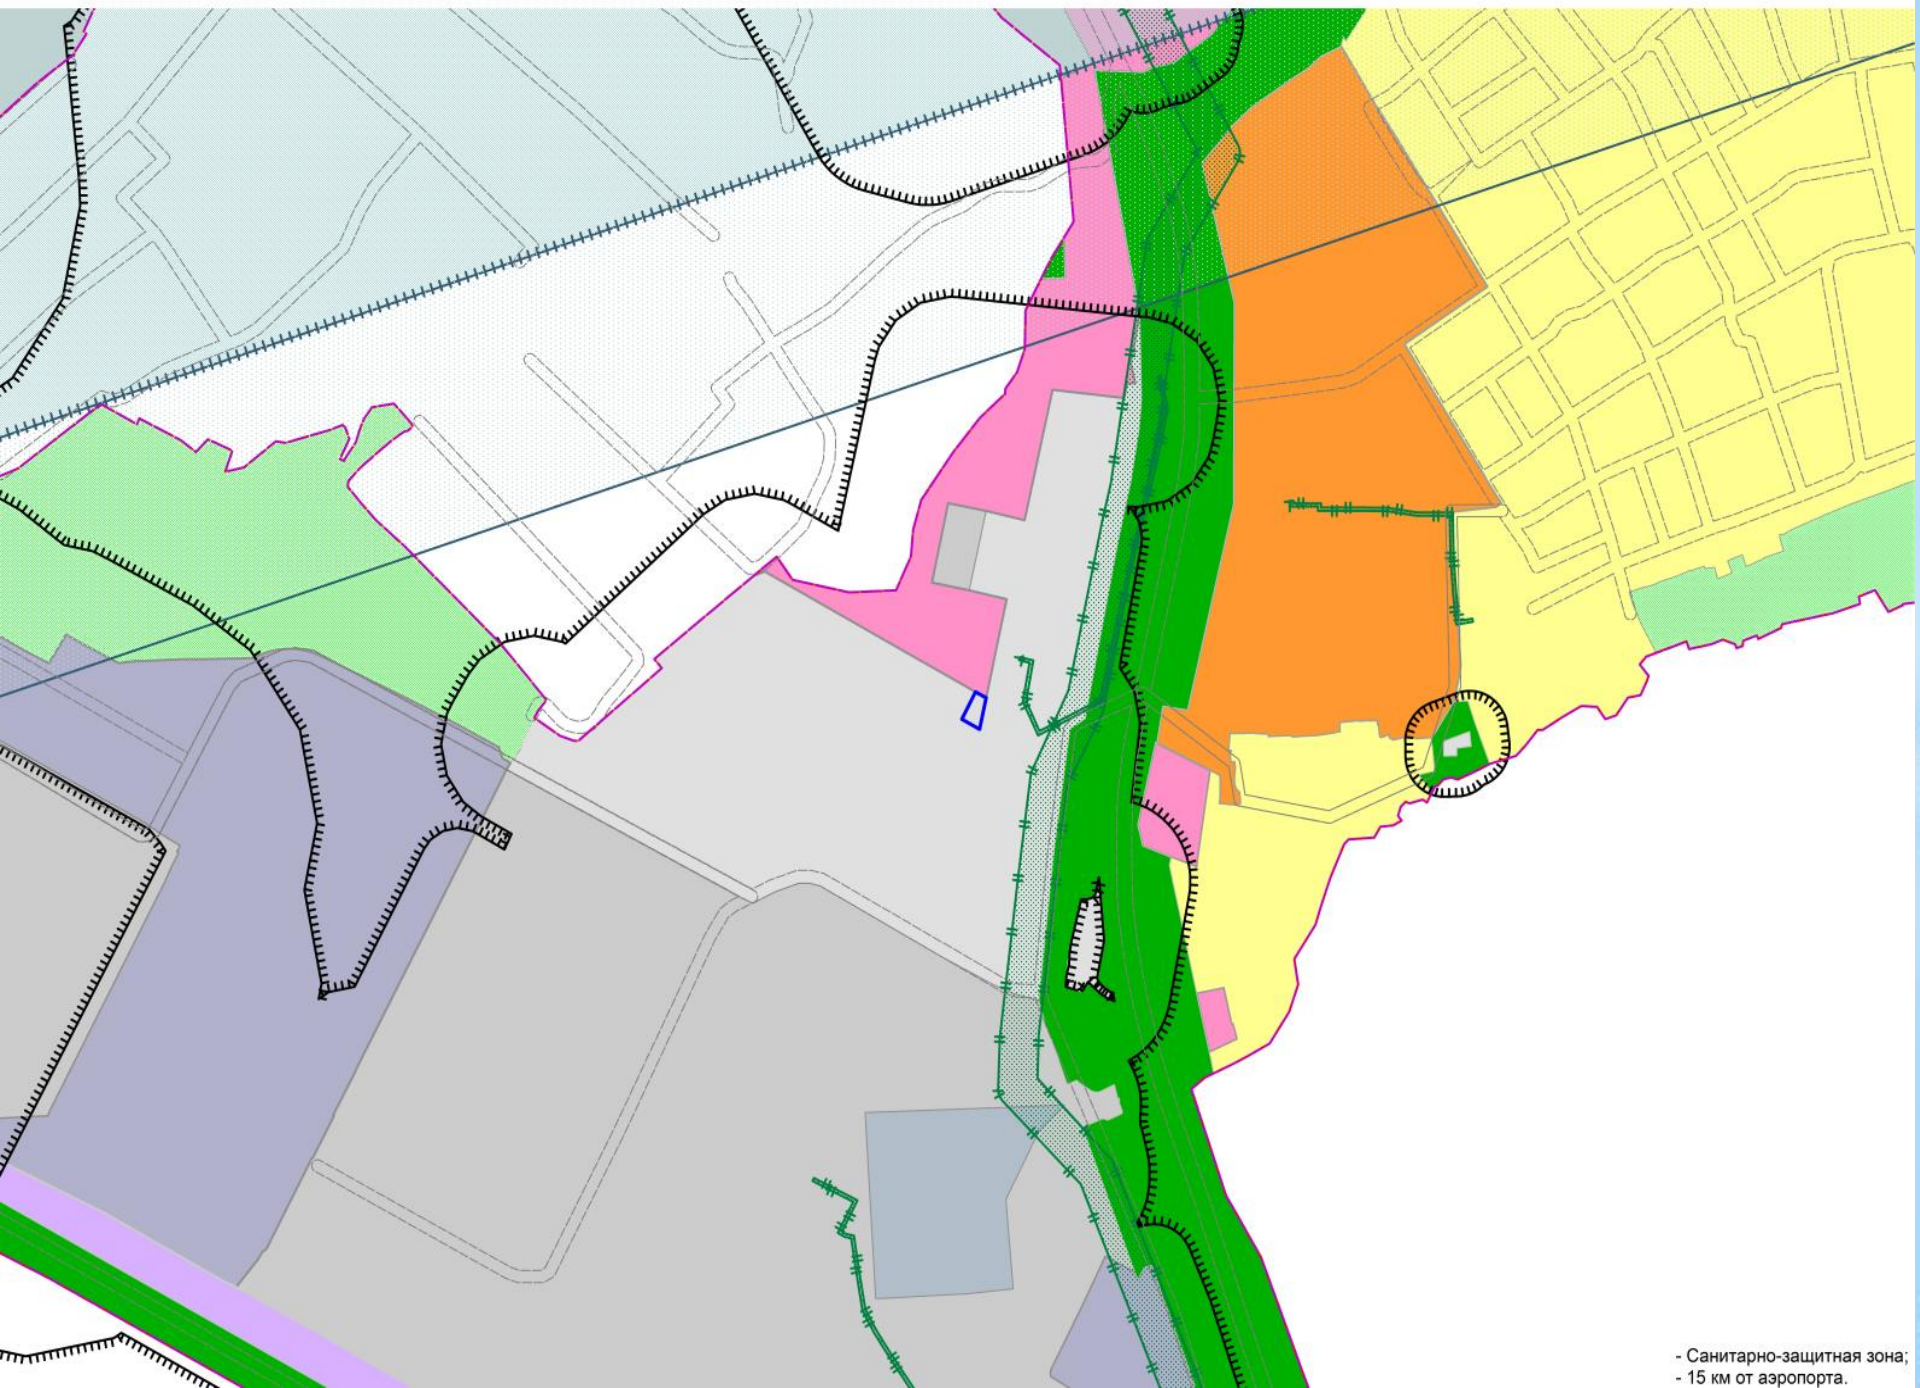 - Санитарно-защитная зона;
- 15 км от аэропорта.